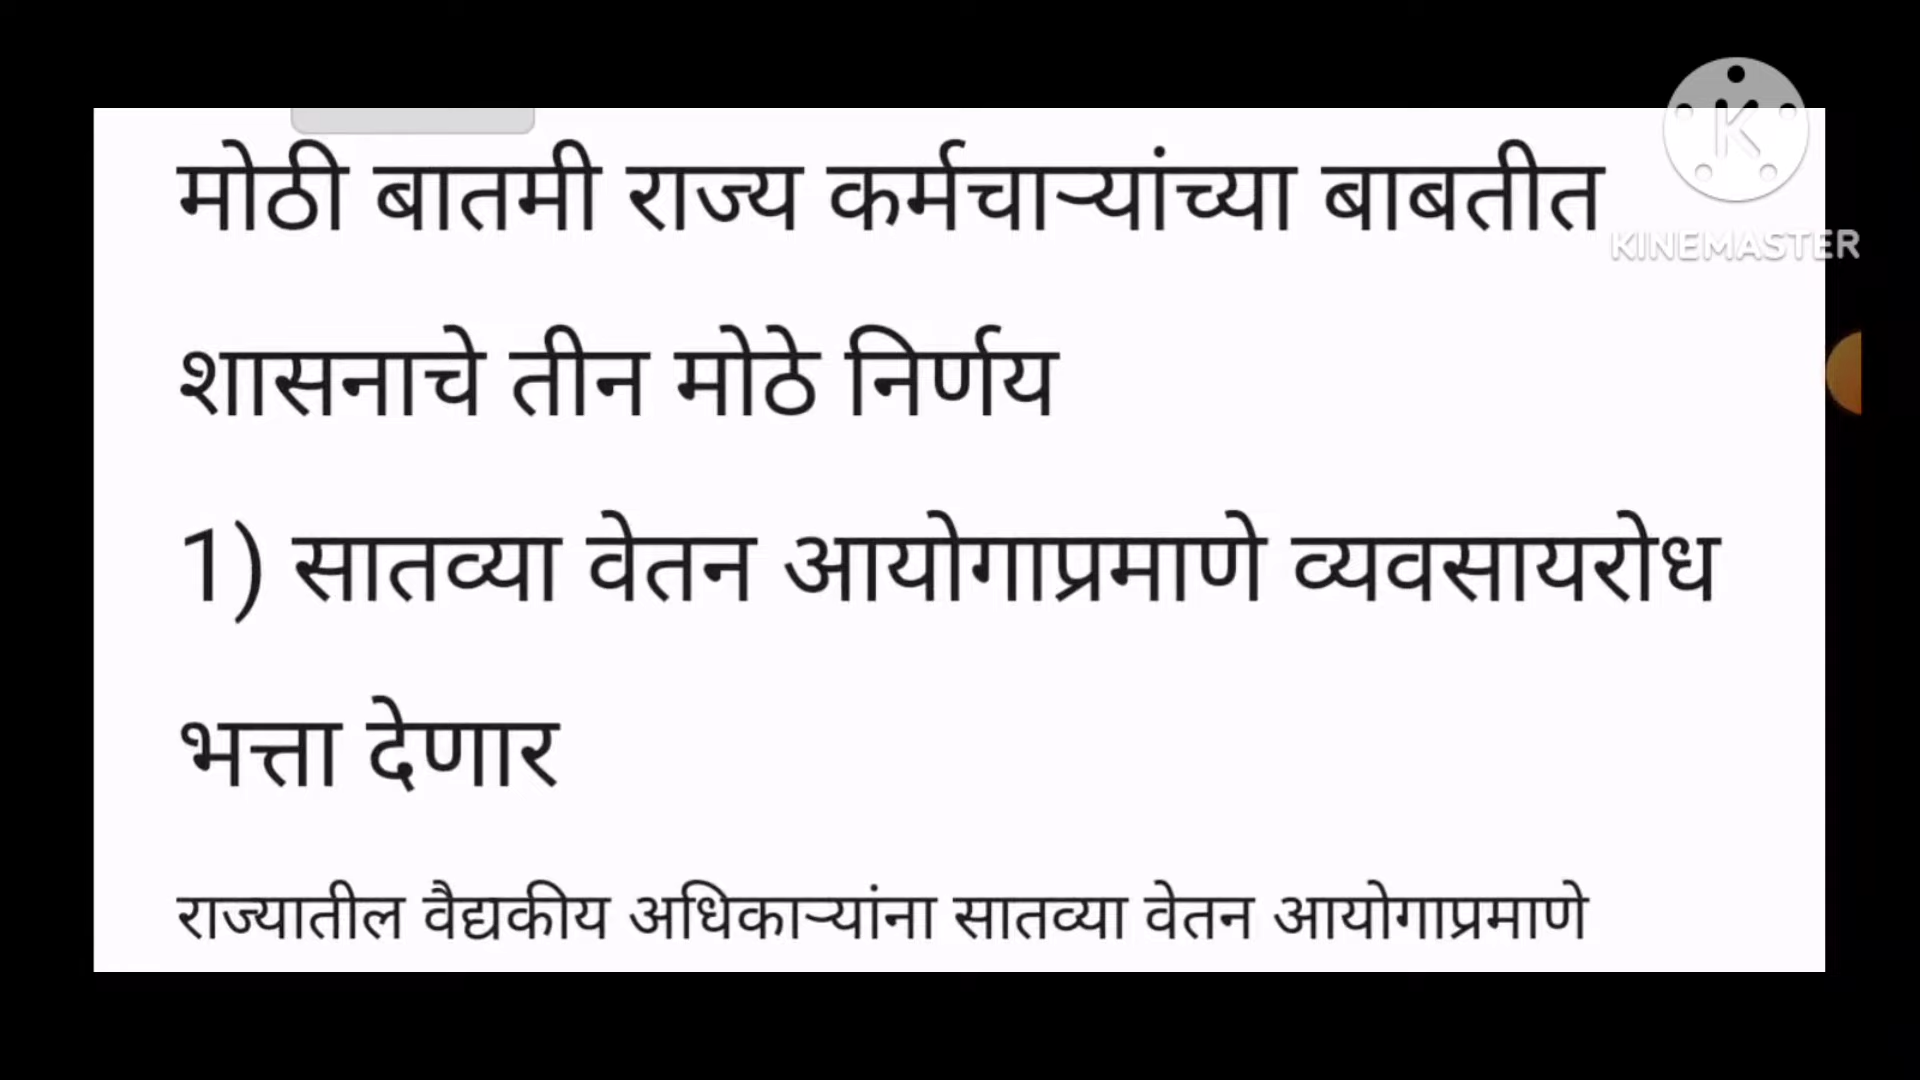 मोठी बातमी राज्य कर्मचाऱ्यांच्या बाबतीत
KINEMASTER
शासनाचे तीन मोठे निर्णय
1) सातव्या वेतन आयोगाप्रमाणे व्यवसायरोध
भत्ता देणार
राज्यातील वैद्यकीय अधिकाऱ्यांना सातव्या वेतन आयोगाप्रमाणे